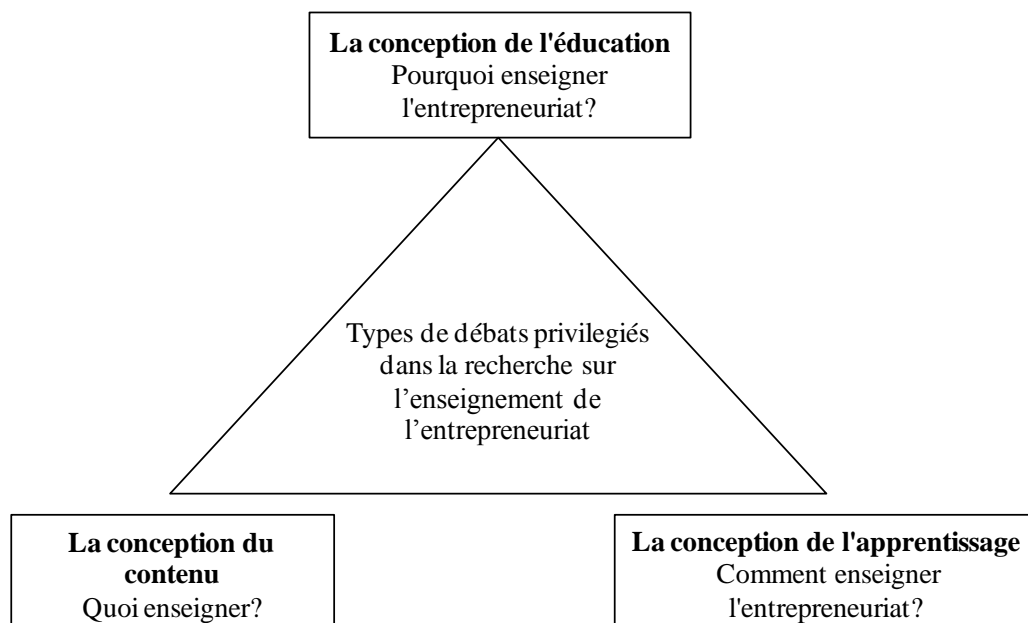 La conception de l'éducation
Pourquoi enseigner
l'entrepreneuriat?
Types de débats privilegiés
dans la recherche sur
l’enseignement de
l’entrepreneuriat
La conception du
contenu
Quoi enseigner?
La conception de l'apprentissage
Comment enseigner
l'entrepreneuriat?